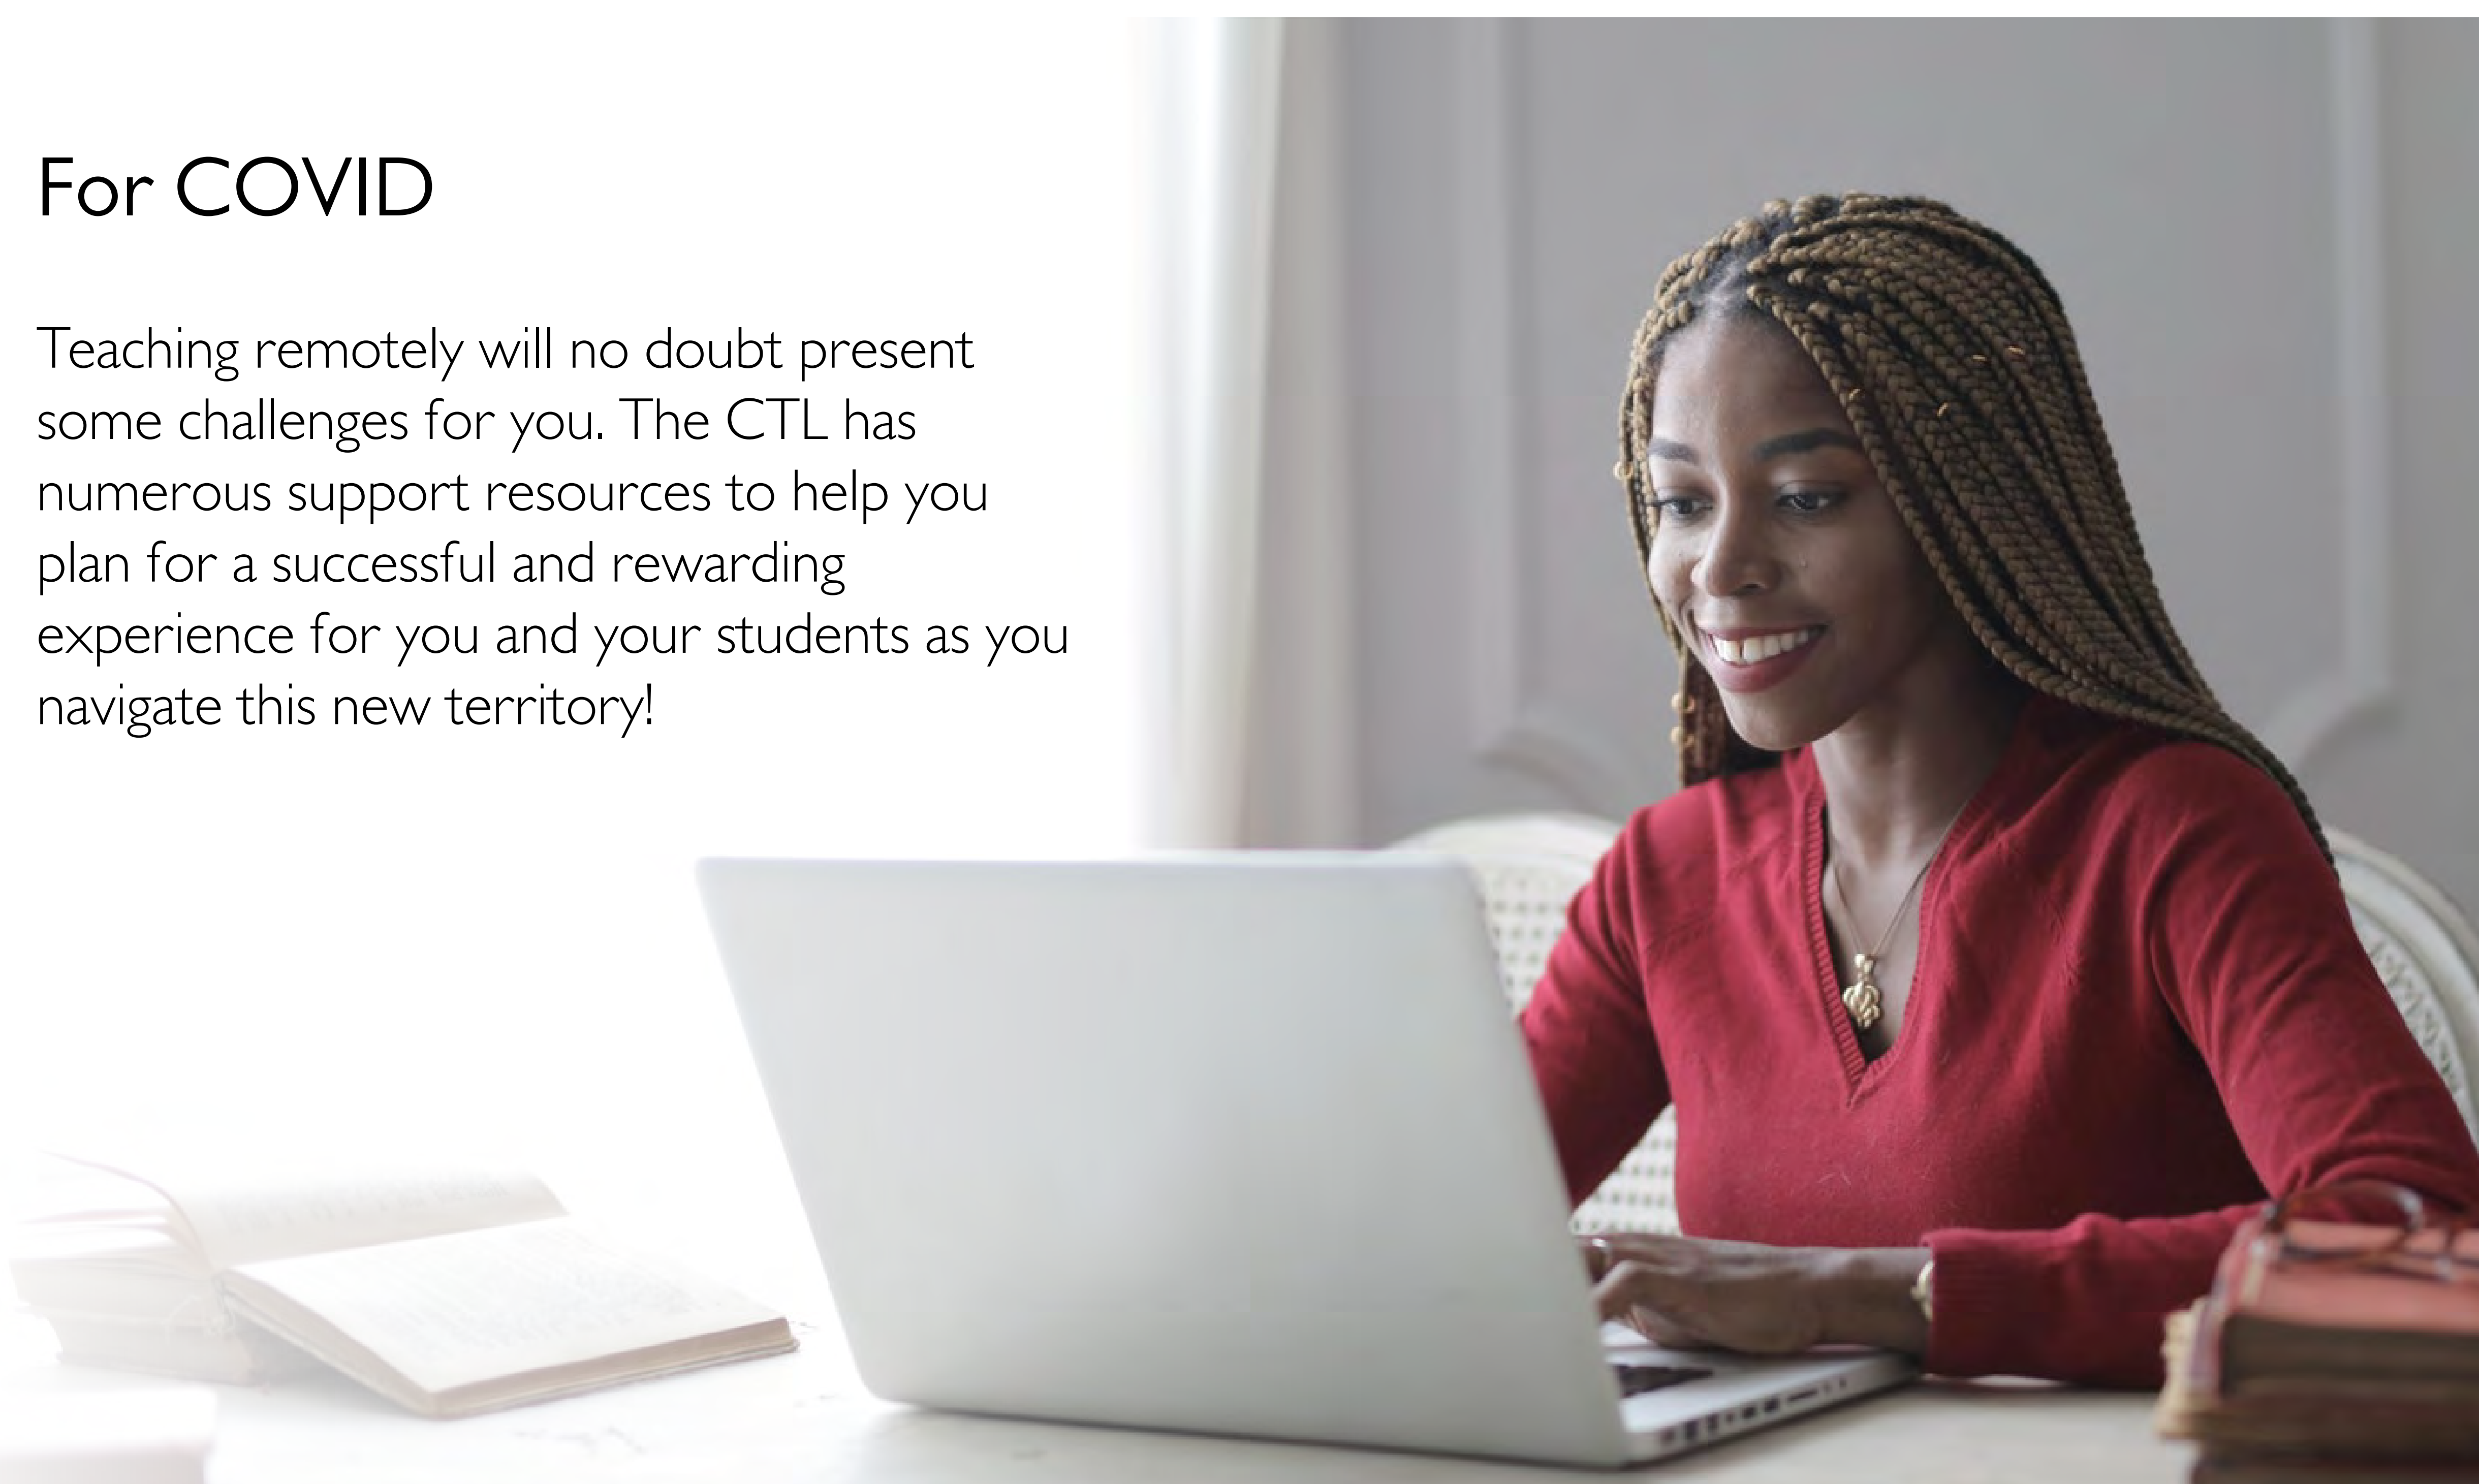 For COVID
Teaching remotely will no doubt present
some challenges for you. The CTL has
numerous support resources to help you
plan for a successful and rewarding
experience for you and your students as you
navigate this new territory!